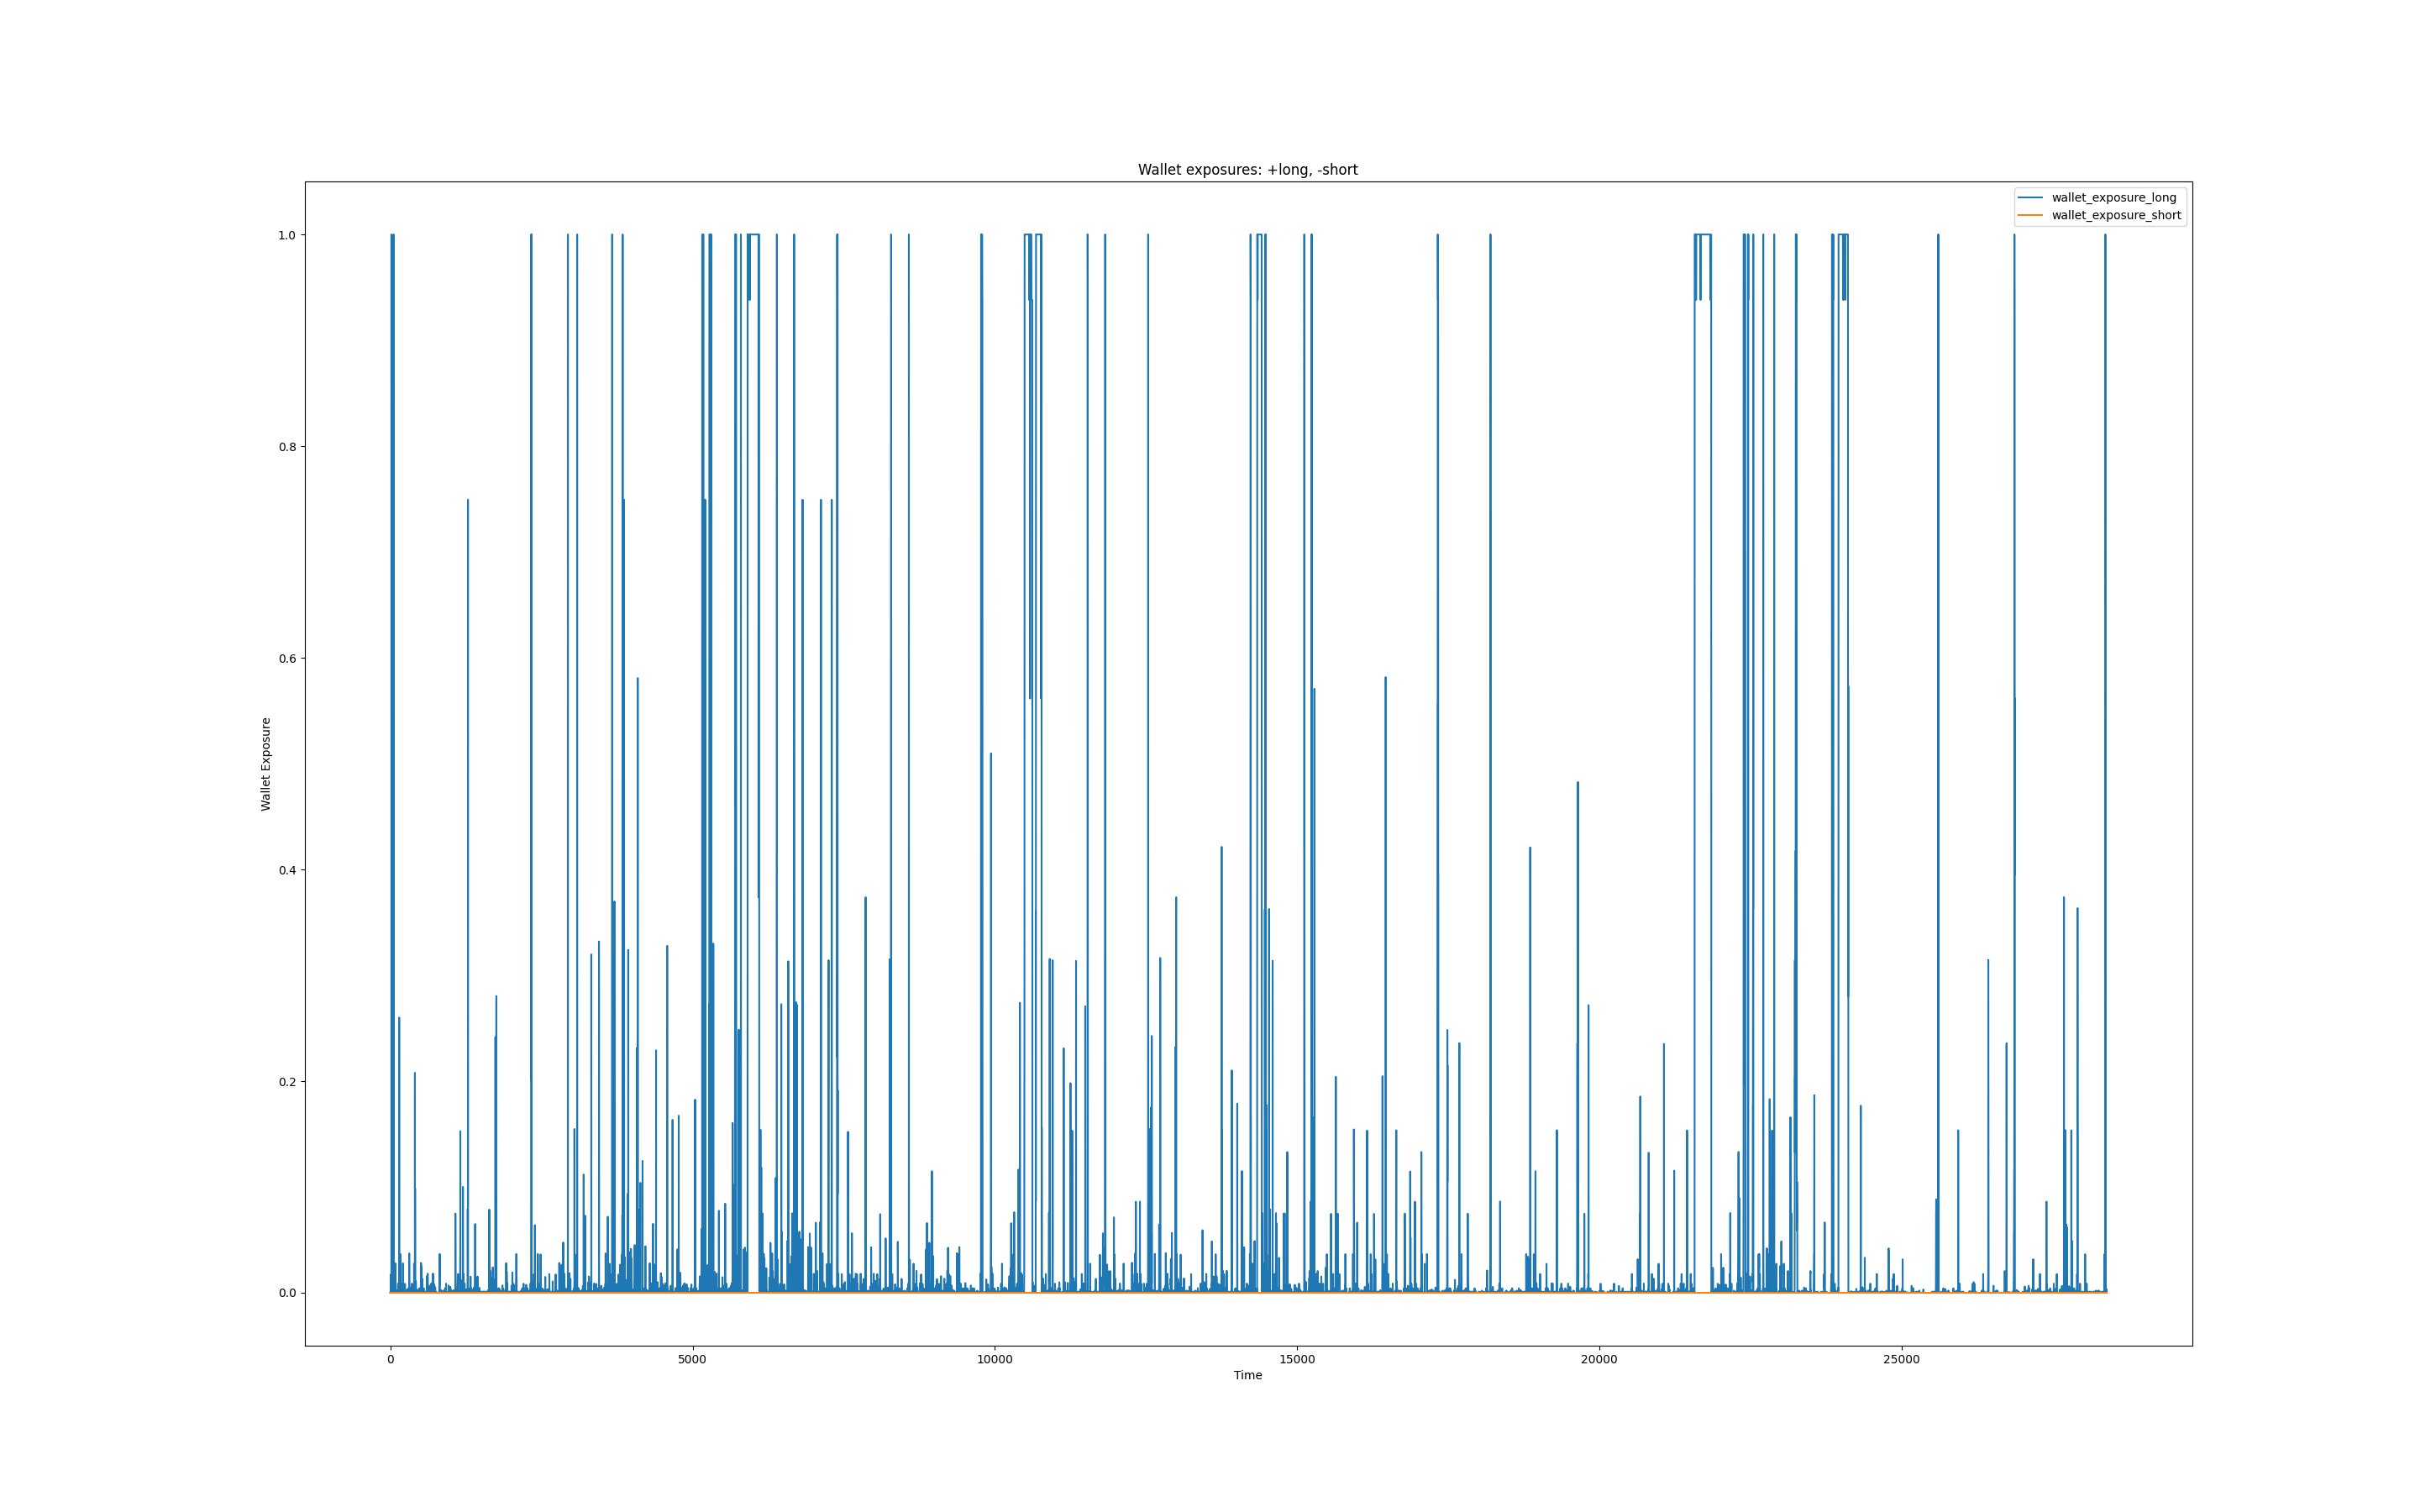 Wallet exposures: +long, -short
wallet_exposure_long
wallet_exposure_short
1.0
0.8
0.6
0.4
0.2
0.0
Wallet Exposure
0 5000 10000 15000 20000 25000
Time